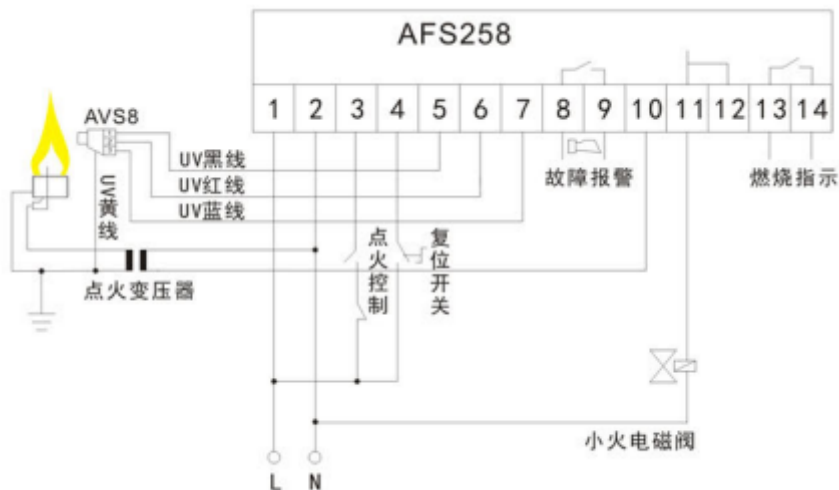 AFS258
1 2 3 4 5 6 7 8 9 10 11 12 13 14
AVS8
UV黑线
UV红线
UV蓝线
UV黄线
故障报警
燃烧指示
点火控制
复位开关
点火变压器
小火电磁阀
L N